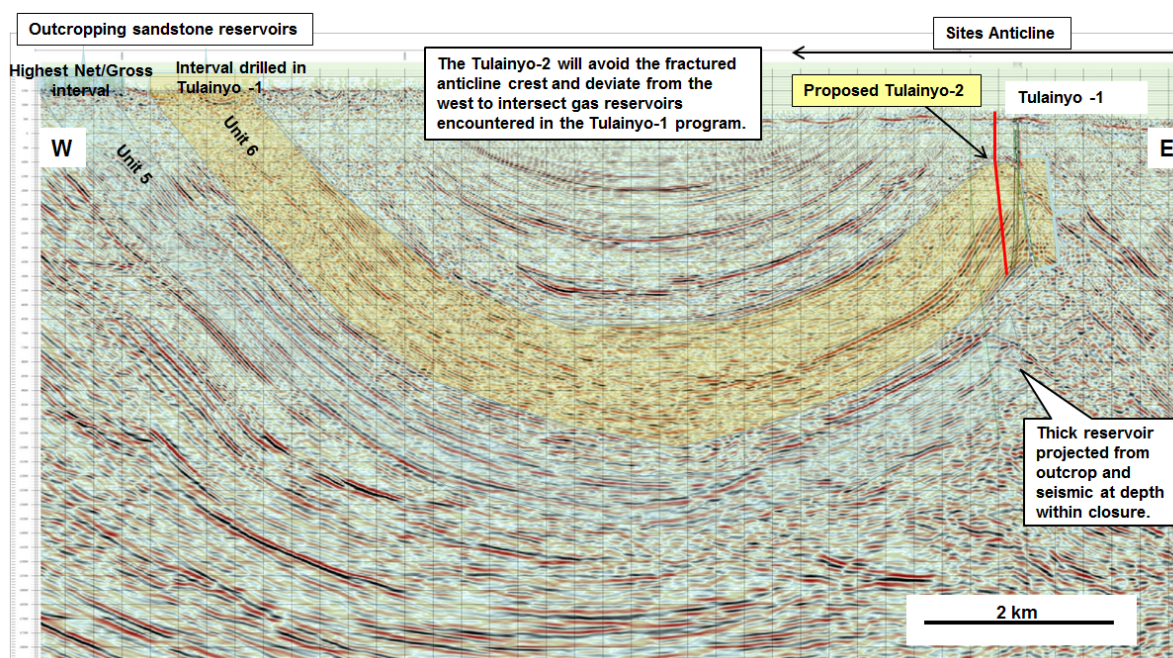 Outcropping sandstone reservoirs
Sites Anticline
Highest Net/Gross
interval
Interval drilled in
Tulainyo -1
The Tulainyo-2 will avoid the fractured
anticline crest and deviate from the
west to intersect gas reservoirs
encountered in the Tulainyo-1 program.
Proposed Tulainyo-2
Tulainyo -1
W
E
Unit 5
Unit 6
Thick reservoir
projected from
outcrop and
seismic at depth
within closure.
2 km